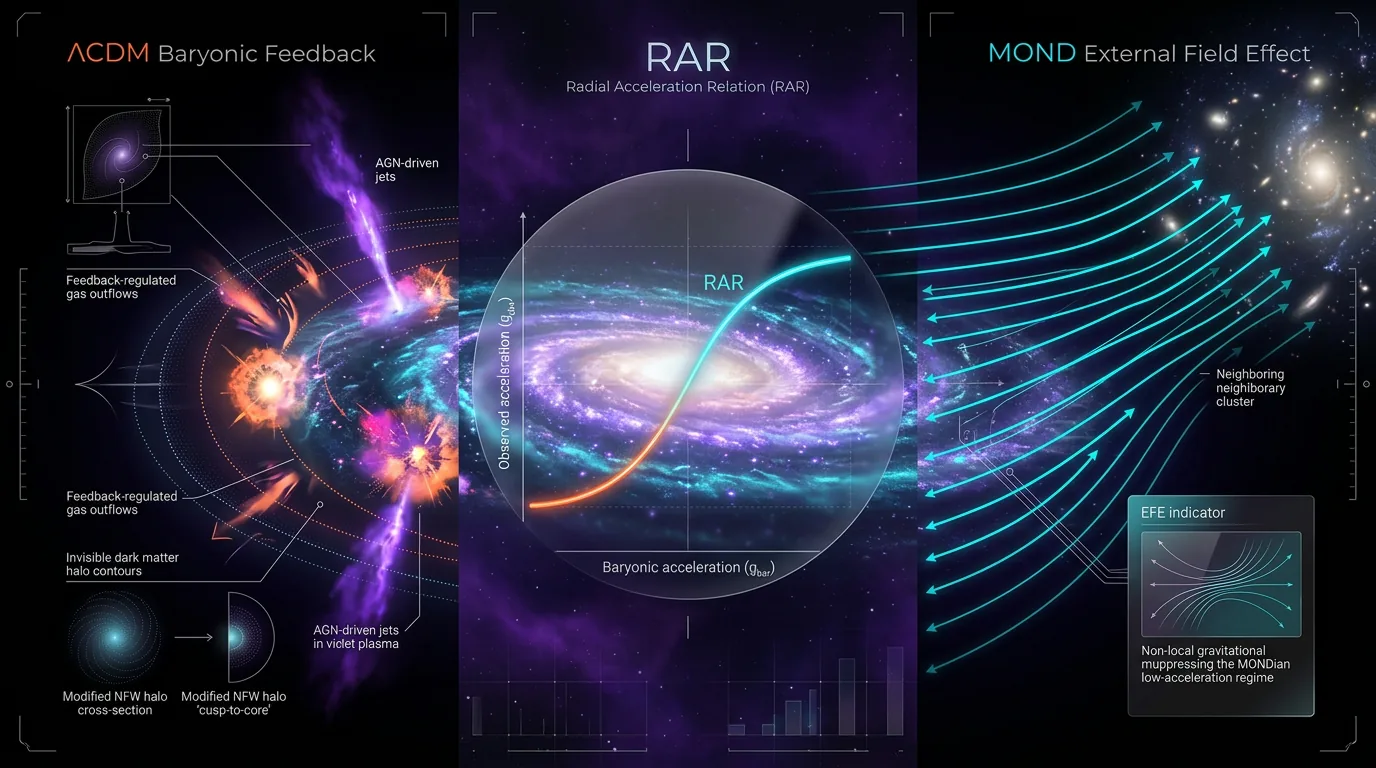 ΛCDM Baryonic Feedback
AGN-driven
jets
Feedback-regulated
gas outflows
Feedback-regulated
gas outflows
Invisible dark matter
halo contours
AGN-driven jets
in viclet plasma
Modified NFW halo
cross-section
Modified NFW halo
‘cusp-to-core’
RAR
Radial Acceleration Relation (RAR)
RAR
Observed acceleration
Baryonic acceleration (gbar)
MOND External Field Effect
Neighboring
neighiborary
cluster
EFE indicator
Non-local gravitational
muppressing the MONDian
low-acceleration regime